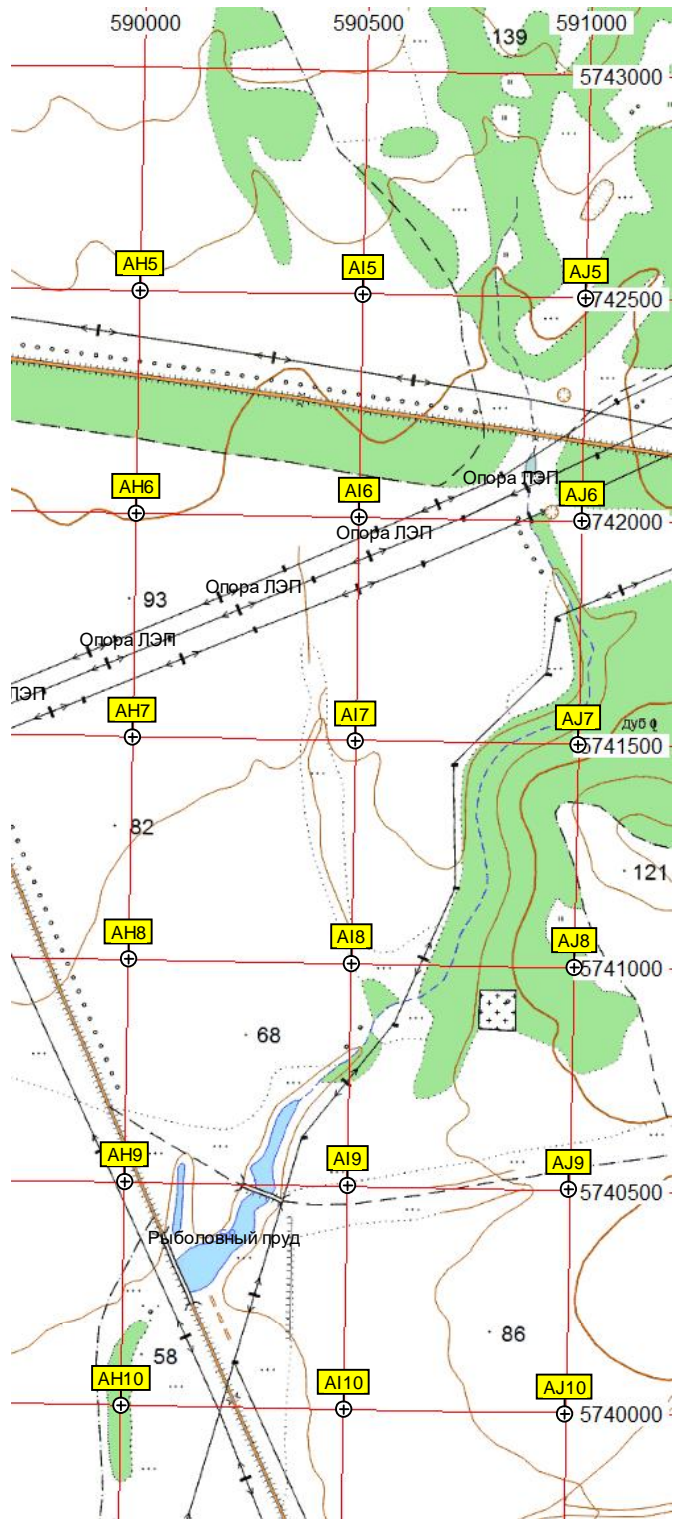 590000 590500 591000
139
5743000
AH5 AI5 AJ5
5742500
Опора ЛЭП
AH6 AI6 AJ6
Опора ЛЭП
5742000
Опора ЛЭП
93
Опора ЛЭП
ЛЭП
AH7 AI7 AJ7
дуб
5741500
82
121
AH8 AI8 AJ8
5741000
68
AH9 AI9 AJ9
5740500
Рыболовный пруд
86
58
AH10 AI10 AJ10
5740000